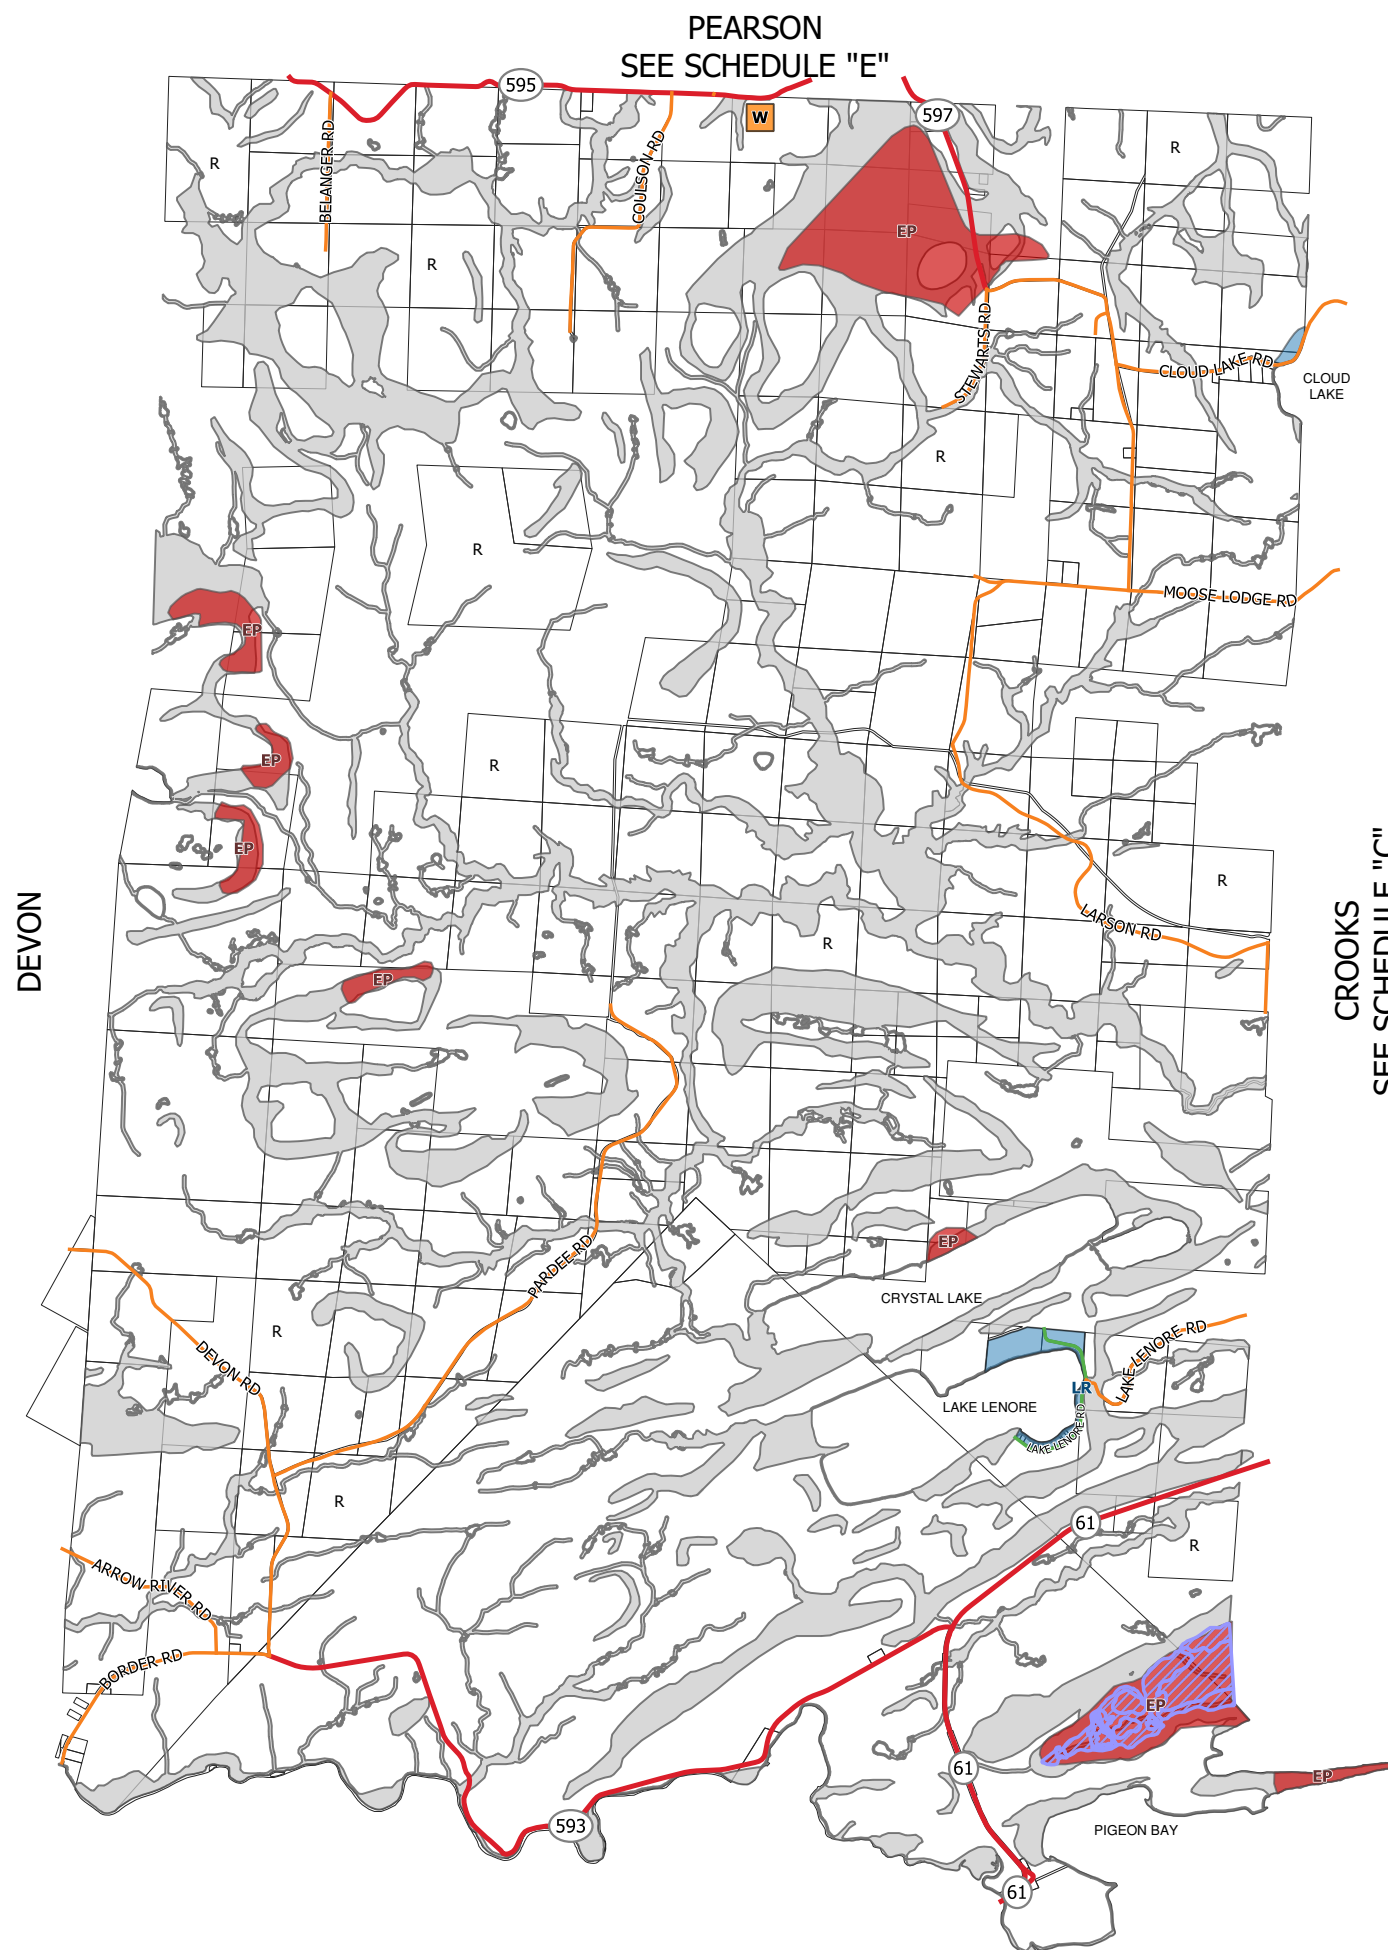 PEARSON
SEE SCHEDULE "E"
595
597
W
R
BELANGER RD
COULSON RD
R
R
EP
STEWARTS RD
CLOUD LAKE RD
CLOUD
LAKE
R
R
MOOSE LODGE RD
EP
EP
R
EP
DEVON
R
R
LARSON RD
CROOKS
SEE SCHEDULE "C"
EP
EP
PARDEE RD
CRYSTAL LAKE
R
DEVON RD
LAKE LENORE RD
LR
LAKE LENORE
LAKE LENORE RD
R
61
R
ARROW RIVER RD
BORDER RD
EP
61
EP
593
PIGEON BAY
61